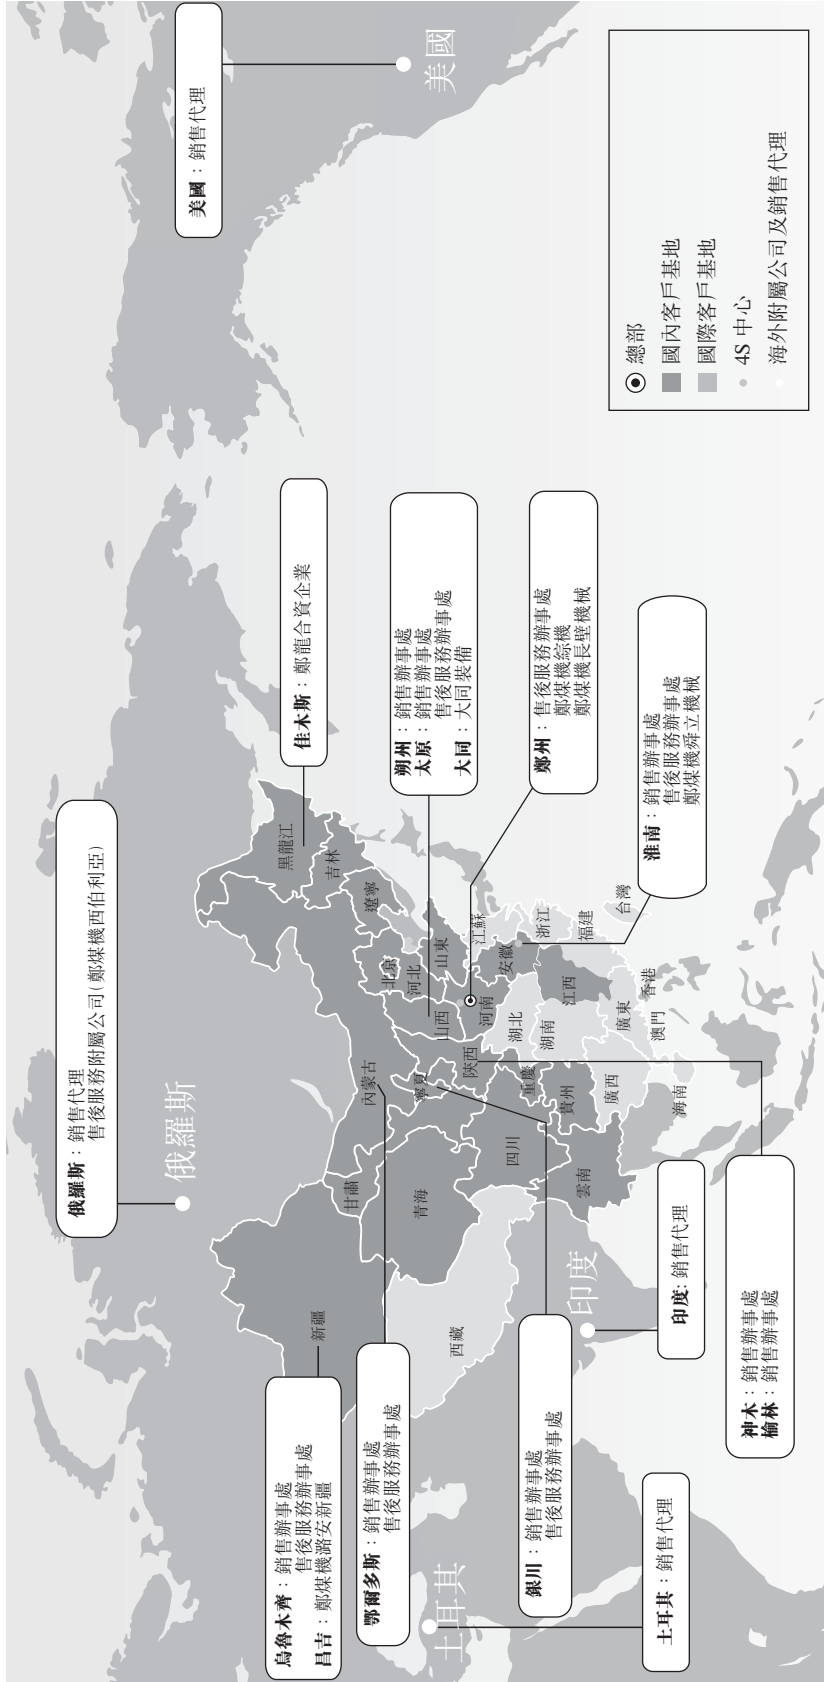 俄羅斯：銷售代理
售後服務附屬公司(鄭煤機西伯利亞)
美國：銷售代理
俄羅斯
美國
烏魯木齊：銷售辦事處
售後服務辦事處
昌吉：鄭煤機潞安新疆
鄂爾多斯：銷售辦事處
售後服務辦事處
佳木斯：鄭龍合資企業
朔州：銷售辦事處
太原：銷售辦事處
售後服務辦事處
大同：大同裝備
鄭州：售後服務辦事處
鄭煤機綜機
鄭煤機長壁機械
淮南：銷售辦事處
售後服務辦事處
鄭煤機舜立機械
銀川：銷售辦事處
售後服務辦事處
土耳其：銷售代理
印度：銷售代理
神木：銷售辦事處
榆林：銷售辦事處
土耳其
印度
新疆
甘肅
內蒙古
黑龍江
吉林
遼寧
北京
河北
山東
山西
寧夏
青海
陝西
河南
江蘇
安徽
西藏
四川
重慶
湖北
浙江
湖南
江西
福建
貴州
雲南
廣西
廣東
台灣
香港
澳門
海南
總部
國內客戶基地
國際客戶基地
4S 中心
海外附屬公司及銷售代理